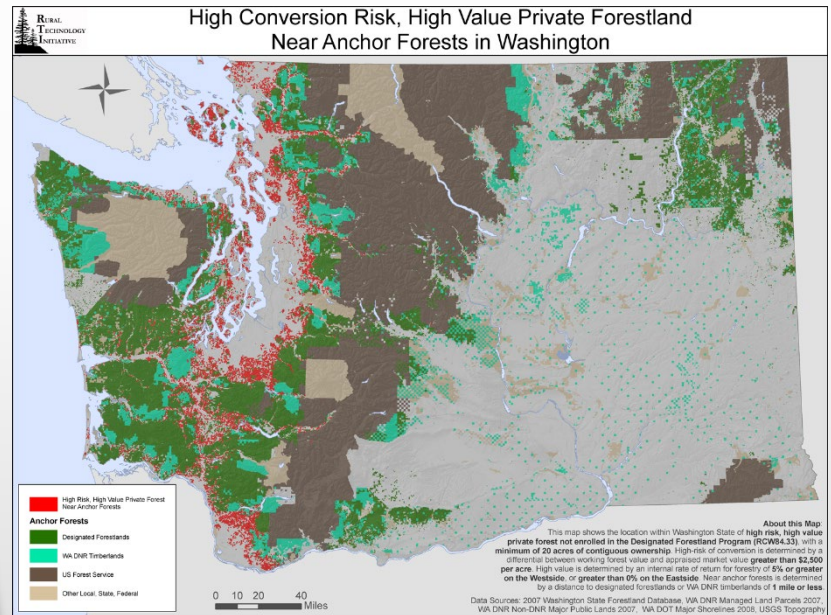 RURAL
TECHNOLOGY
INITIATIVE
High Conversion Risk, High Value Private Forestland
Near Anchor Forests in Washington
High Risk, High Value Private Forest
Near Anchor Forests
Anchor Forests
Designated Forestlands
WA DNR Timberlands
US Forest Service
Other Local, State, Federal
0 10 20 40
Miles
About this Map:
This map shows the location within Washington State of high risk, high value
private forest not enrolled in the Designated Forestland Program (RCW84.33), with a
minimum of 20 acres of contiguous ownership. High-risk of conversion is determined by a
differential between working forest value and appraised market value greater than $2,500
per acre. High value is determined by an internal rate of return for forestry of 5% or greater
on the Westside, or greater than 0% on the Eastside. Near anchor forests is determined
by a distance to designated forestlands or WA DNR timberlands of 1 mile or less.
Data Sources: 2007 Washington State Forestland Database, WA DNR Managed Land Parcels 2007,
WA DNR Non-DNR Major Public Lands 2007, WA DOT Major Shorelines 2008, USGS Topography